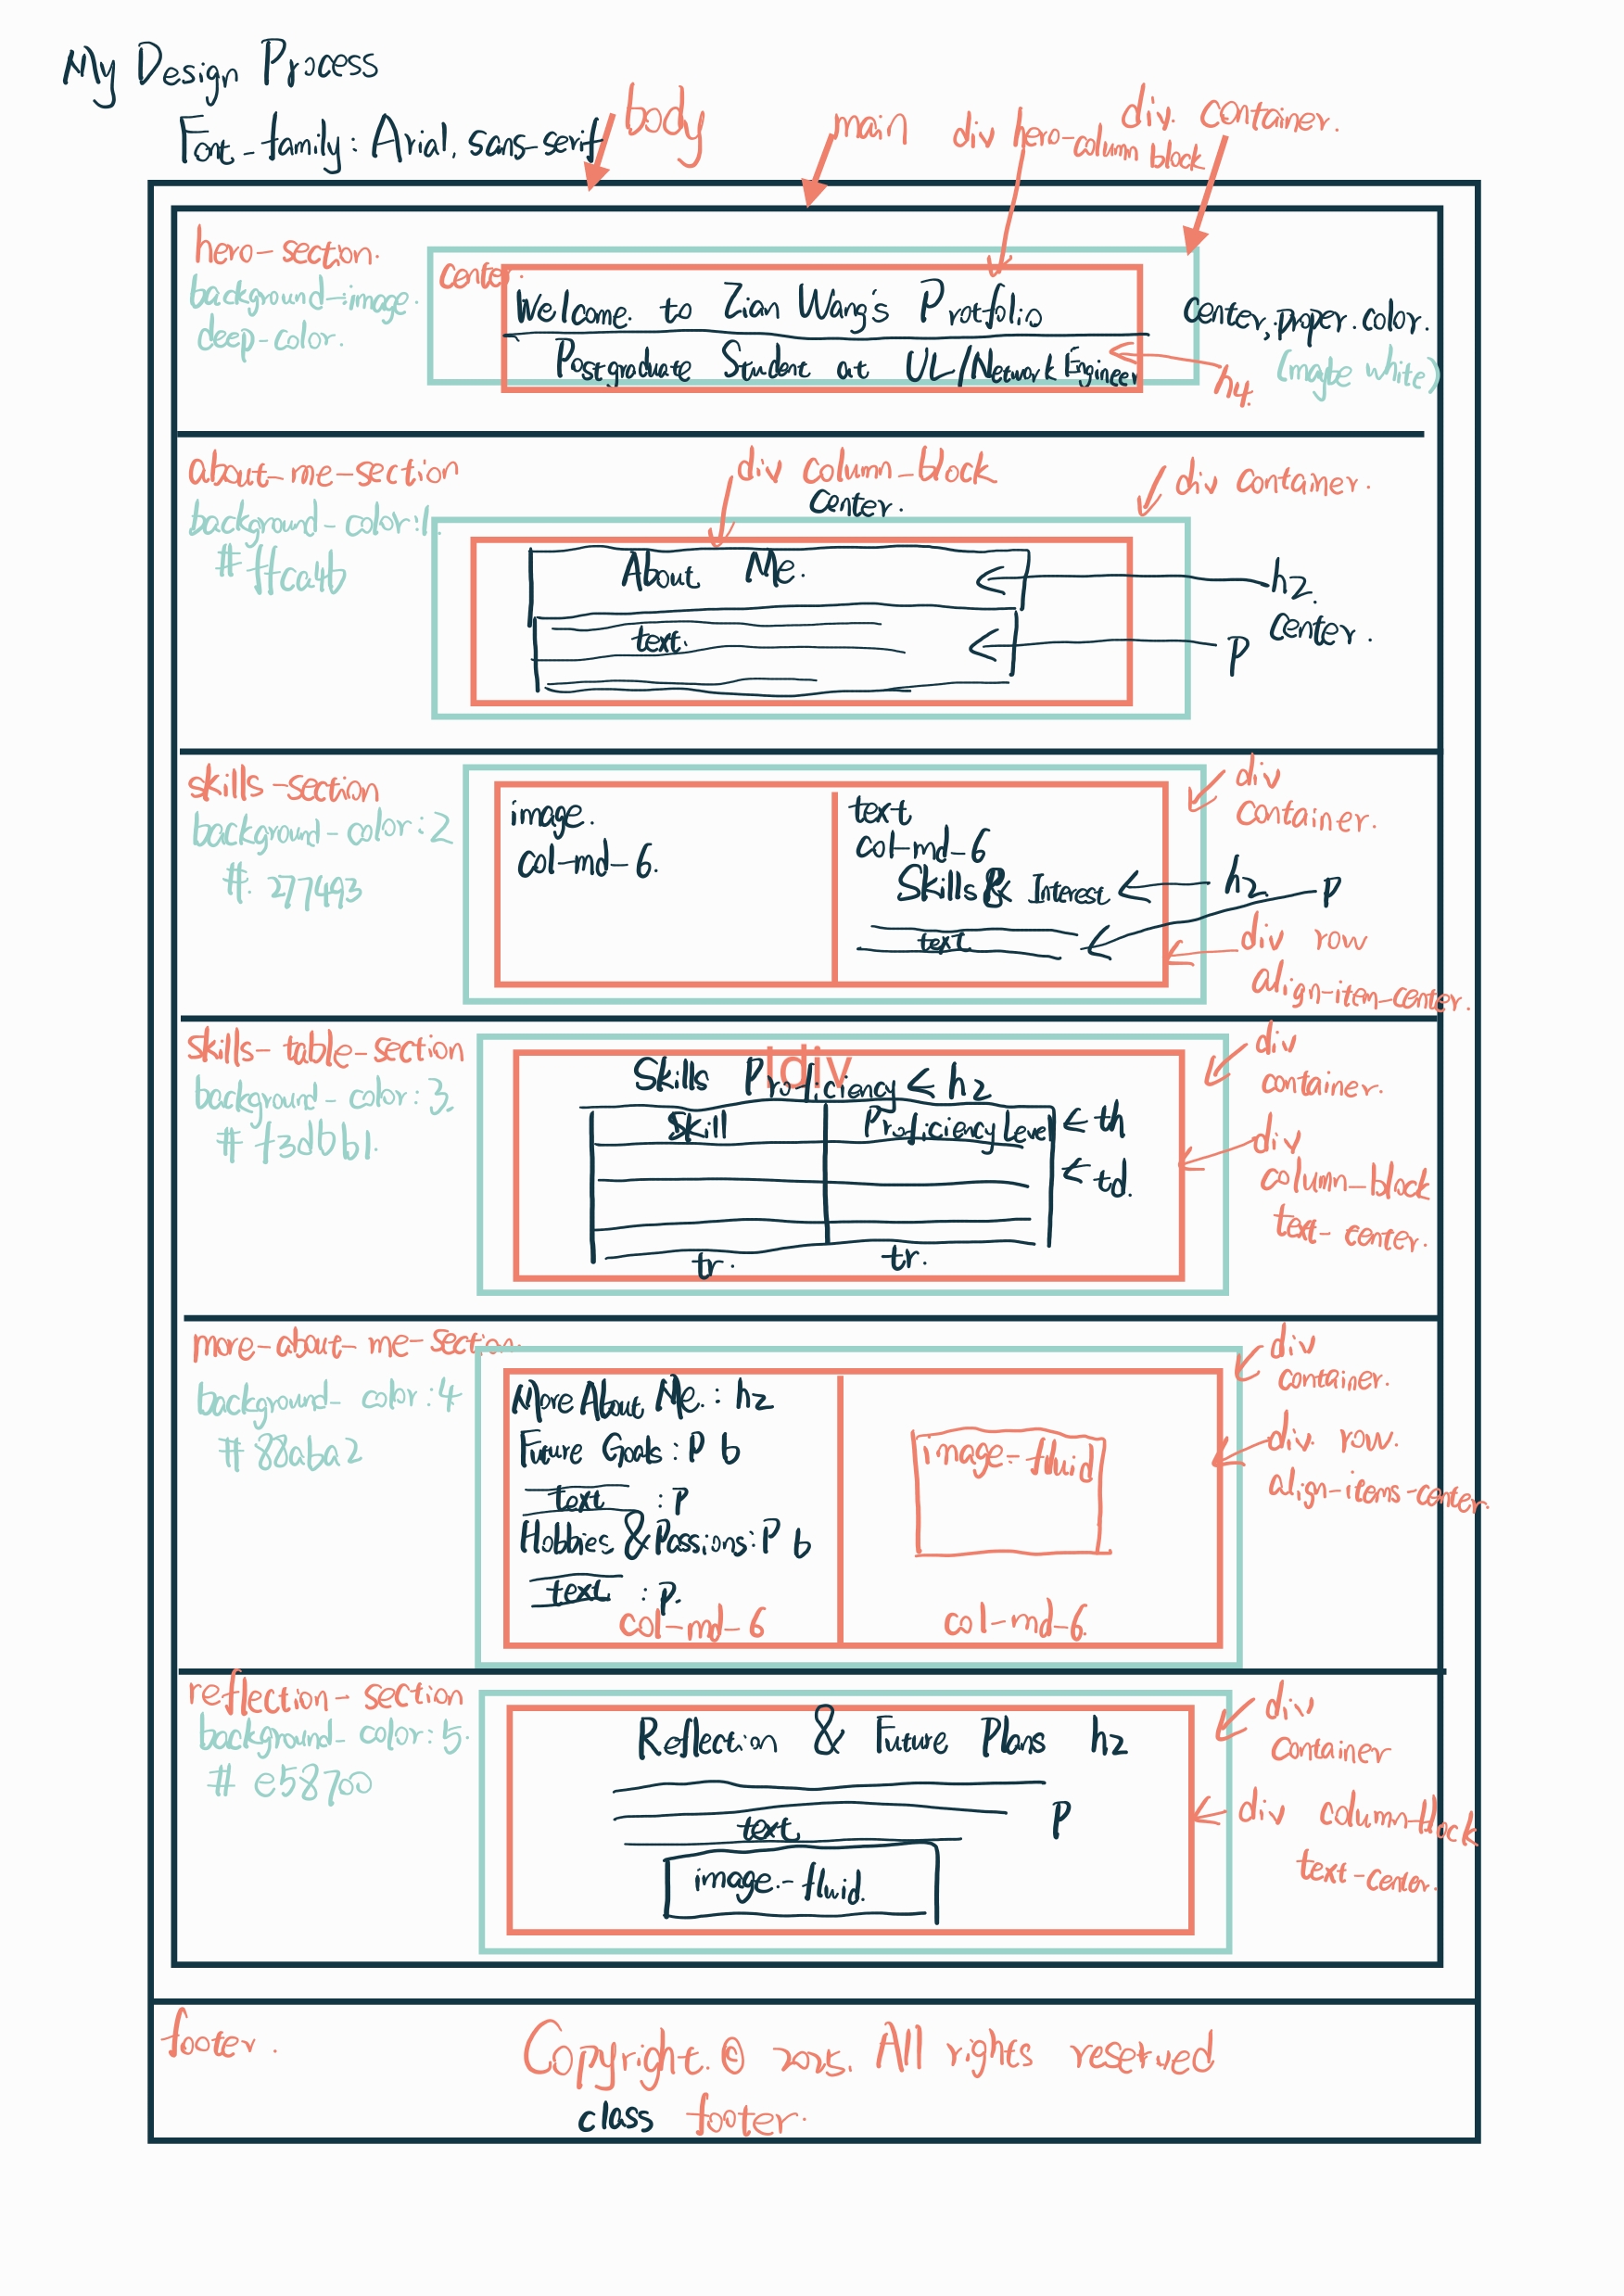 My Design Process
Font-family: Arial, sans-serif
body
main
div hero-column block
div container.
hero-section.
background-image.
deep-color.
center.
Welcome to Zian Wang's Protfolio
Postgraduate Student at UL/Network Engineer
center, proper color.
(maybe white)
h4.
about-me-section
background-color:1.
#ffca4b
div column-block
center.
div container.
About Me.
text.
h2.
center.
p
skills-section
background-color:2
#. 277493
image.
col-md-6.
text
col-md-6
Skills & Interest
text
div
container.
h2.
p
div row
align-item-center.
skills-table-section
background-color:3.
# f3dbb1.
div
Skills Proficiency
h2
Skill
Proficiency Level
th
td.
tr.
tr.
div
container.
div
column-block
text-center.
more-about-me-section.
background-color:4
# 88aba2
More About Me.: h2
Future Goals: P b
text : p
Hobbies & Passions: P b
text : p.
col-md-6
image-fluid
col-md-6.
div
container.
div row.
align-items-center.
reflection-section
background-color:5.
# e58700
Reflection & Future Plans h2
text
p
image-fluid.
div
container
div column-block
text-center.
footer.
Copyright. © 2025. All rights reserved
class footer.